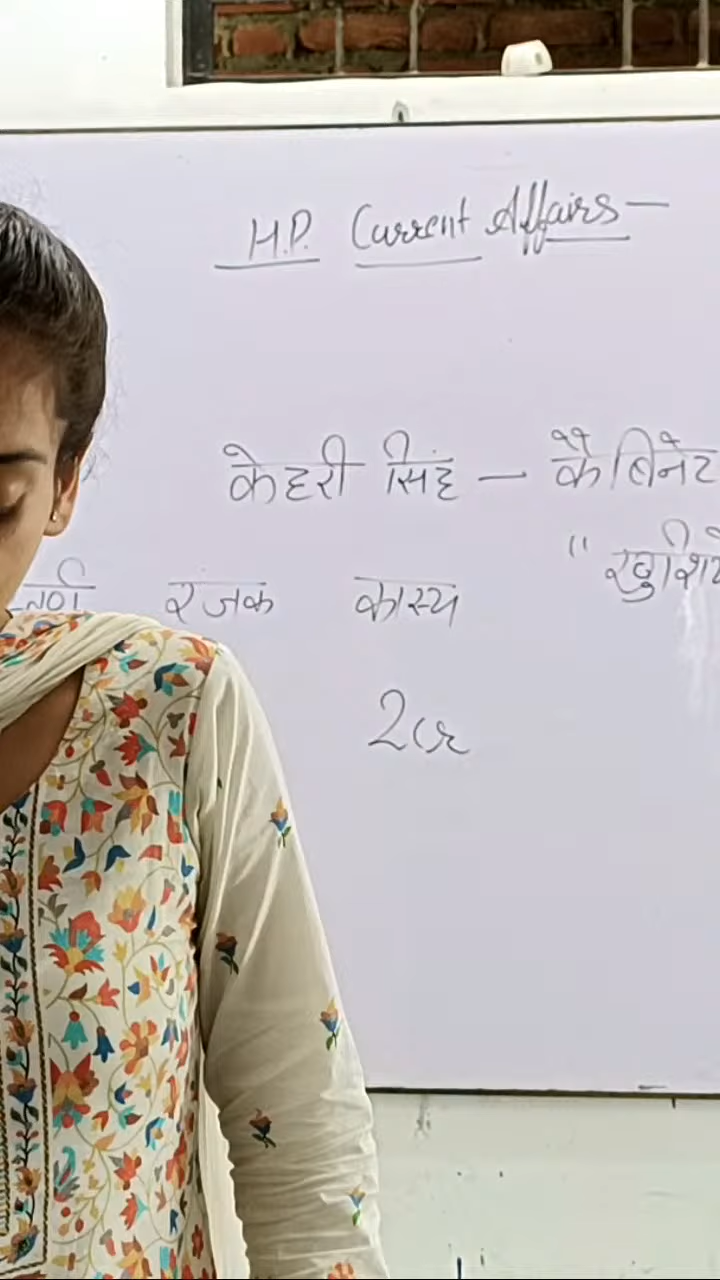 H.P. Current Affairs —
केहरी सिंह — कैबिनेट
रजक कास्य
2cr